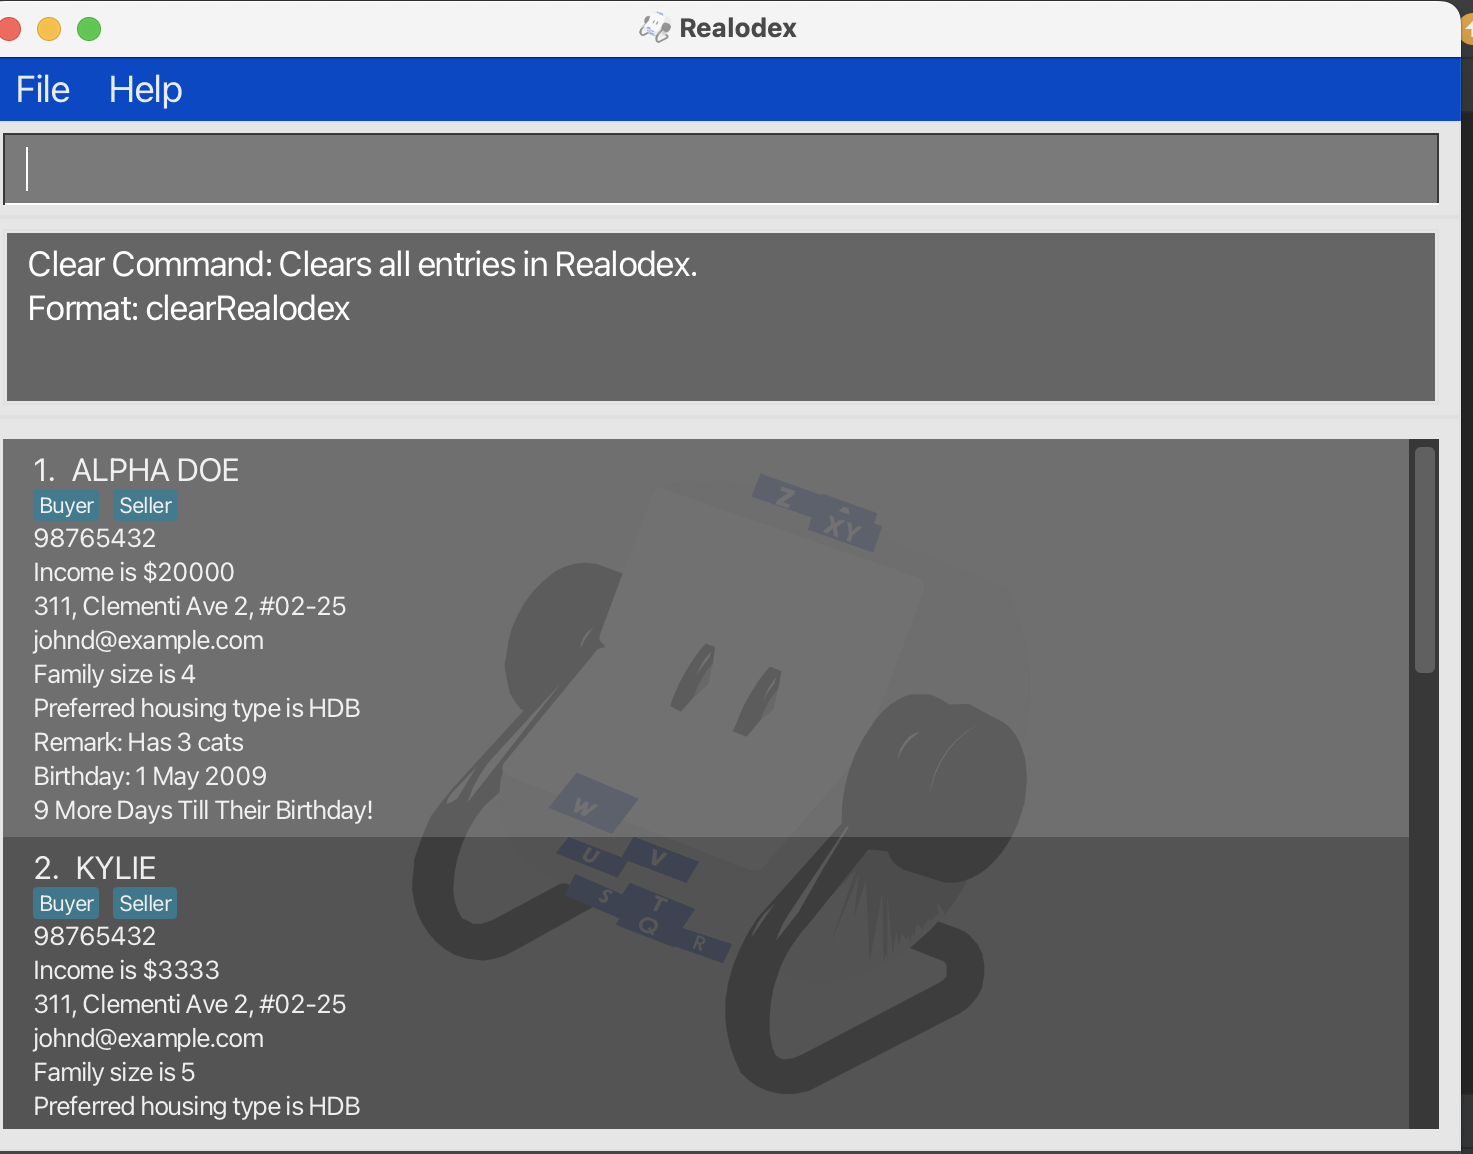 Realodex
File Help
Clear Command: Clears all entries in Realodex.
Format: clearRealodex
1. ALPHA DOE
Buyer Seller
98765432
Income is $20000
311, Clementi Ave 2, #02-25
johnd@example.com
Family size is 4
Preferred housing type is HDB
Remark: Has 3 cats
Birthday: 1 May 2009
9 More Days Till Their Birthday!
2. KYLIE
Buyer Seller
98765432
Income is $3333
311, Clementi Ave 2, #02-25
johnd@example.com
Family size is 5
Preferred housing type is HDB
Z
XY
W
U V
S T
Q R